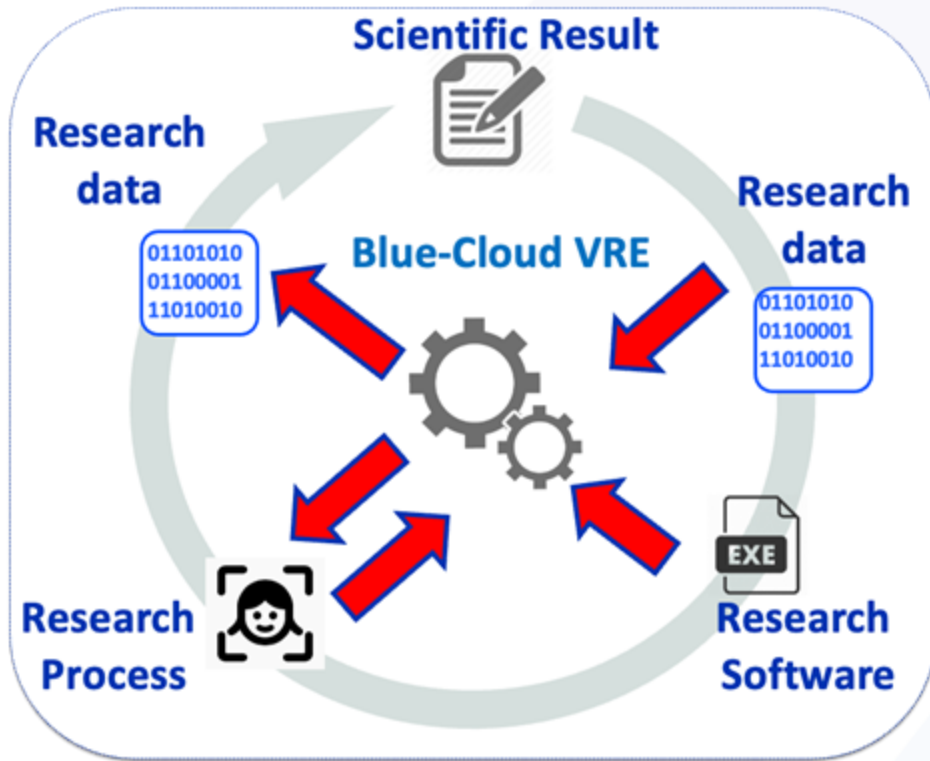 Scientific Result
Research
data
01101010
01100001
11010010
Blue-Cloud VRE
Research
data
01101010
01100001
11010010
EXE
Research
Process
Research
Software